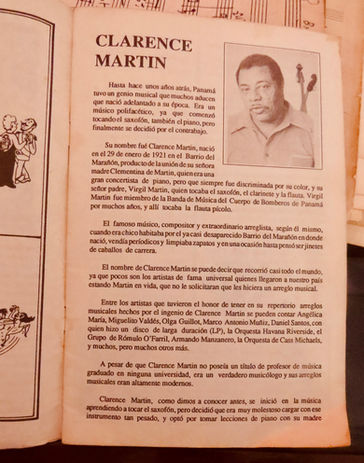 CLARENCE
MARTIN
Hasta hace unos años atrás, Panamá
tuvo un genio musical que muchos aducen
que nació adelantado a su época. Era un
músico polifacético, ya que comenzó
tocando el saxofón, también el piano, pero
finalmente se decidió por el contrabajo.
Su nombre fué Clarence Martin, nació
en el 29 de enero de 1921 en el Barrio del
Marañón, producto de la unión de su señora
madre Clementina de Martin, quien era una
gran concertista de piano, pero que siempre fue discriminada por su color, y su
señor padre, Virgil Martin, quien tocaba el saxofón, el clarinete y la flauta. Virgil
Martin fue miembro de la Banda de Música del Cuerpo de Bomberos de Panamá
por muchos años, y allí tocaba la flauta pícolo.
El famoso músico, compositor y extraordinario arreglista, según él mismo,
cuando era chico habitaba por el ya casi desaparecido Barrio del Marañón en donde
nació, vendía periódicos y limpiaba zapatos y en una ocasión hasta pensó ser jinetes
de caballos de carrera.
El nombre de Clarence Martin se puede decir que recorrió casi todo el mundo,
ya que pocos son los artistas de fama universal quienes llegaron a nuestro país
estando Martin en vida, que no le solicitaran que les hiciera un arreglo musical.
Entre los artistas que tuvieron el honor de tener en su repertorio arreglos
musicales hechos por el ingenio de Clarence Martin se pueden contar Angélica
María, Miguelito Valdés, Olga Guillot, Marco Antonio Muñiz, Daniel Santos, con
quien hizo un disco de larga duración (LP), la Orquesta Havana Riverside, el
Grupo de Rómulo O'Farril, Armando Manzanero, la Orquesta de Cass Michaels,
y muchos, pero muchos otros más.
A pesar de que Clarence Martin no poseía un título de profesor de música
graduado en ninguna universidad, era un verdadero musicólogo y sus arreglos
musicales eran altamente modernos.
Clarence Martin, como dimos a conocer antes, se inició en la música
aprendiendo a tocar el saxofón, pero decidió que era muy molestoso cargar con ese
instrumento tan pesado, y optó por tomar lecciones de piano con su madre